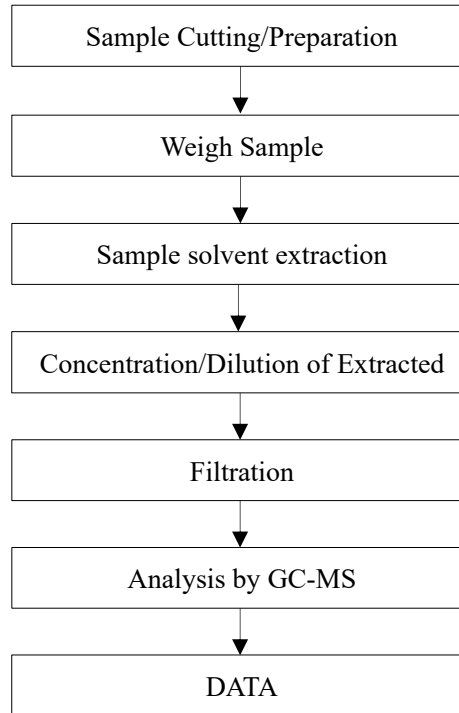 Sample Cutting/Preparation
Weigh Sample
Sample solvent extraction
Concentration/Dilution of Extracted
Filtration
Analysis by GC-MS
DATA